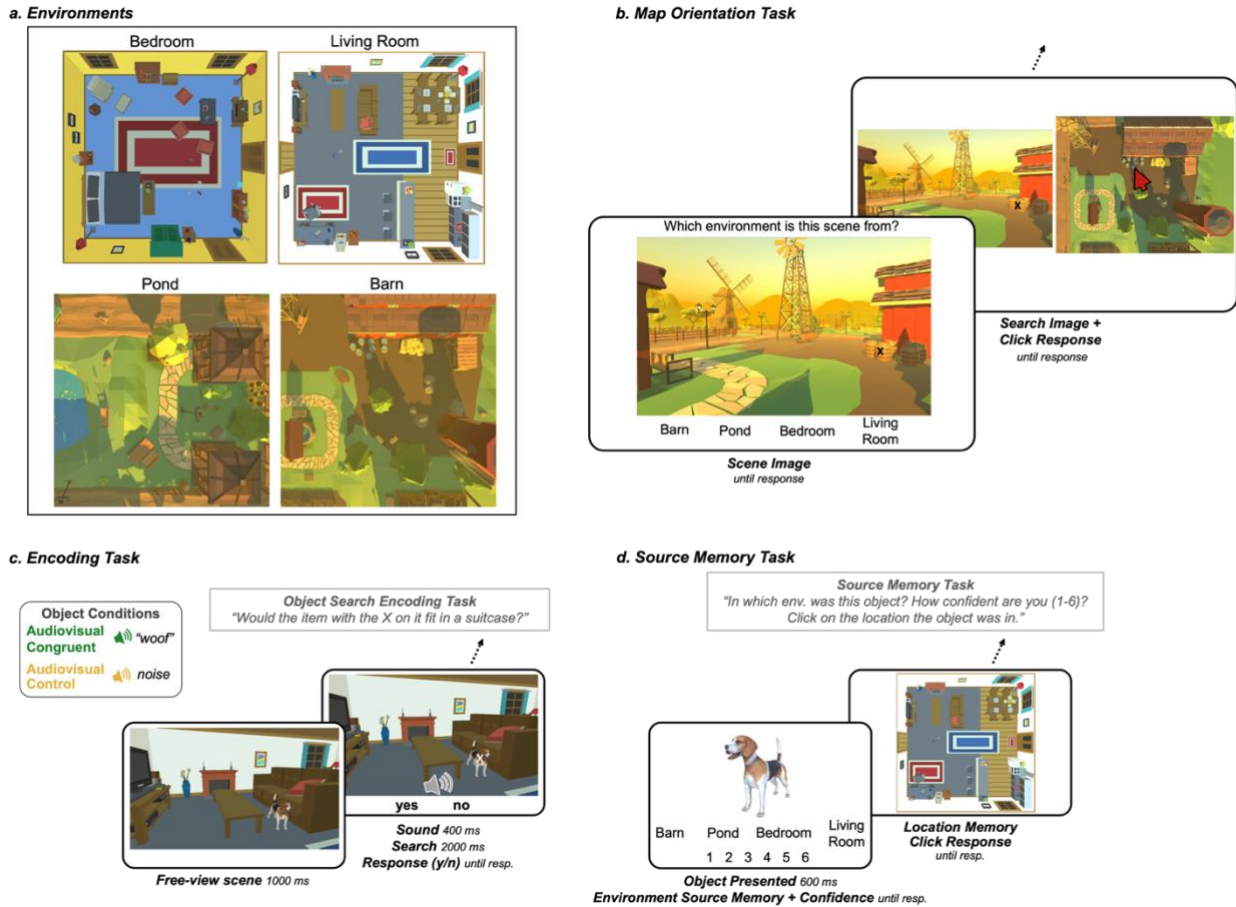 a. Environments
Bedroom
Living Room
Pond
Barn
b. Map Orientation Task
Which environment is this scene from?
X
Barn Pond Bedroom Living
Room
Scene Image
until response
X
Search Image +
Click Response
until response
c. Encoding Task
Object Conditions
Audiovisual
Congruent "woof"
Audiovisual
Control noise
Object Search Encoding Task
"Would the item with the X on it fit in a suitcase?"
yes no
Sound 400 ms
Search 2000 ms
Response (y/n) until resp.
Free-view scene 1000 ms
d. Source Memory Task
Source Memory Task
"In which env. was this object? How confident are you (1-6)?
Click on the location the object was in."
Barn Pond Bedroom Living
Room
1 2 3 4 5 6
Object Presented 600 ms
Environment Source Memory + Confidence until resp.
Location Memory
Click Response
until resp.